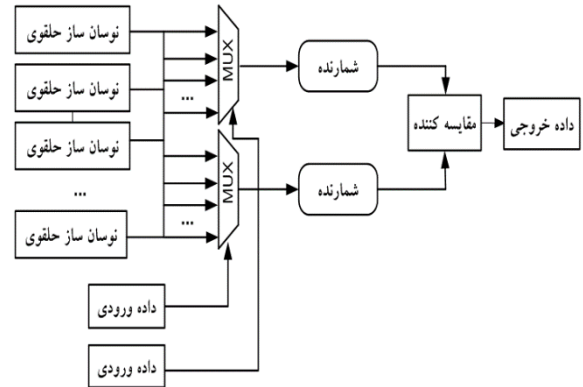 نوسان ساز حلقوی
نوسان ساز حلقوی
نوسان ساز حلقوی
...
نوسان ساز حلقوی
...
...
MUX
MUX
شمارنده
شمارنده
مقایسه کننده
داده خروجی
داده ورودی
داده ورودی